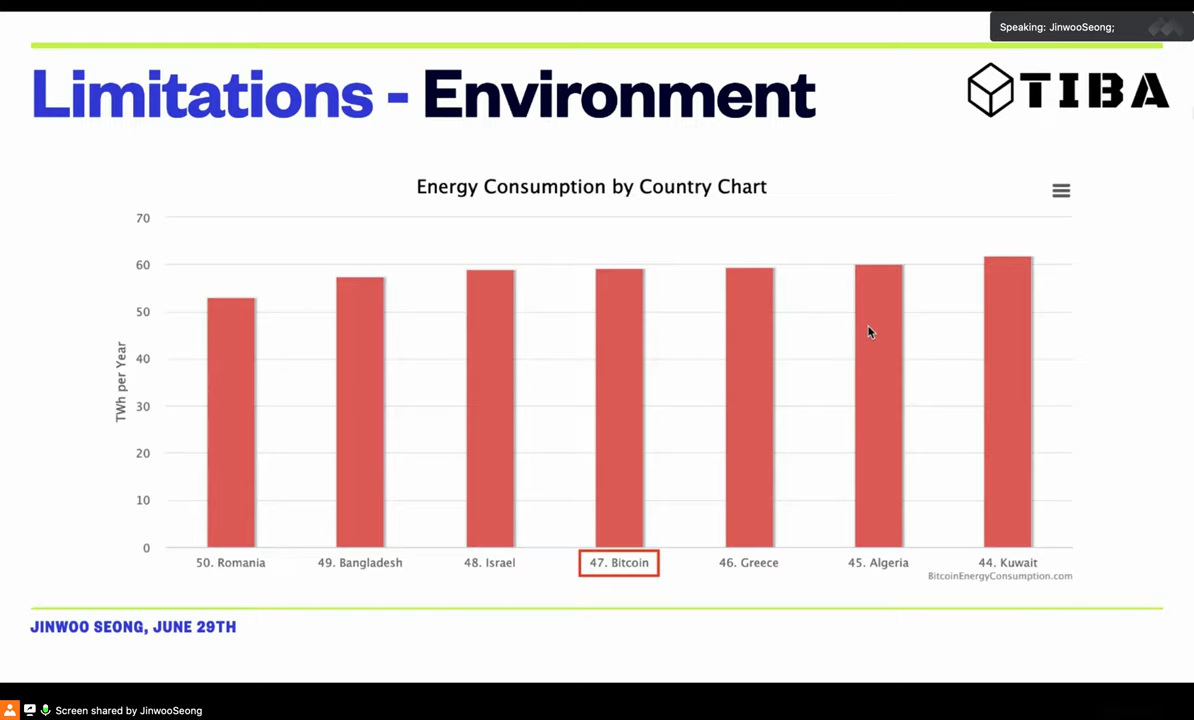 Speaking: JinwooSeong;
Limitations - Environment
TIBA
Energy Consumption by Country Chart
70
60
50
40
30
20
10
0
TWh per Year
50. Romania
49. Bangladesh
48. Israel
47. Bitcoin
46. Greece
45. Algeria
44. Kuwait
BitcoinEnergyConsumption.com
JINWOO SEONG, JUNE 29TH
Screen shared by JinwooSeong